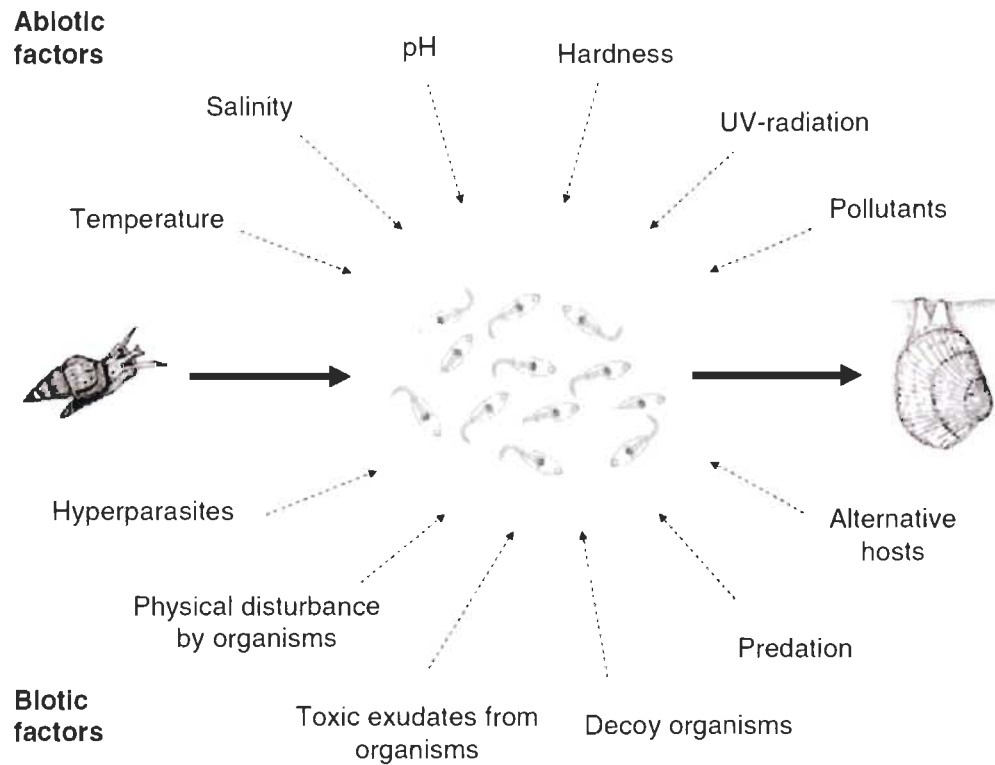 Abiotic
factors
pH
Hardness
Salinity
UV-radiation
Temperature
Pollutants
Hyperparasites
Alternative
hosts
Physical disturbance
by organisms
Predation
Biotic
factors
Toxic exudates from
organisms
Decoy organisms